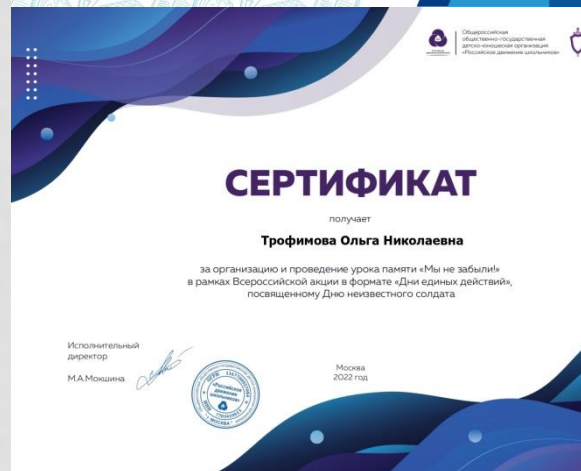 Общероссийская
общественно-государственная
детско-юношеская организация
«Российское движение школьников»
СЕРТИФИКАТ
получает
Трофимова Ольга Николаевна
за организацию и проведение урока памяти «Мы не забыли!»
в рамках Всероссийской акции в формате «Дни единых действий»,
посвященному Дню неизвестного солдата
Исполнительный
директор
М.А.Мокшина
«Российское
движение
школьников»
МОСКВА
Москва
2022 год